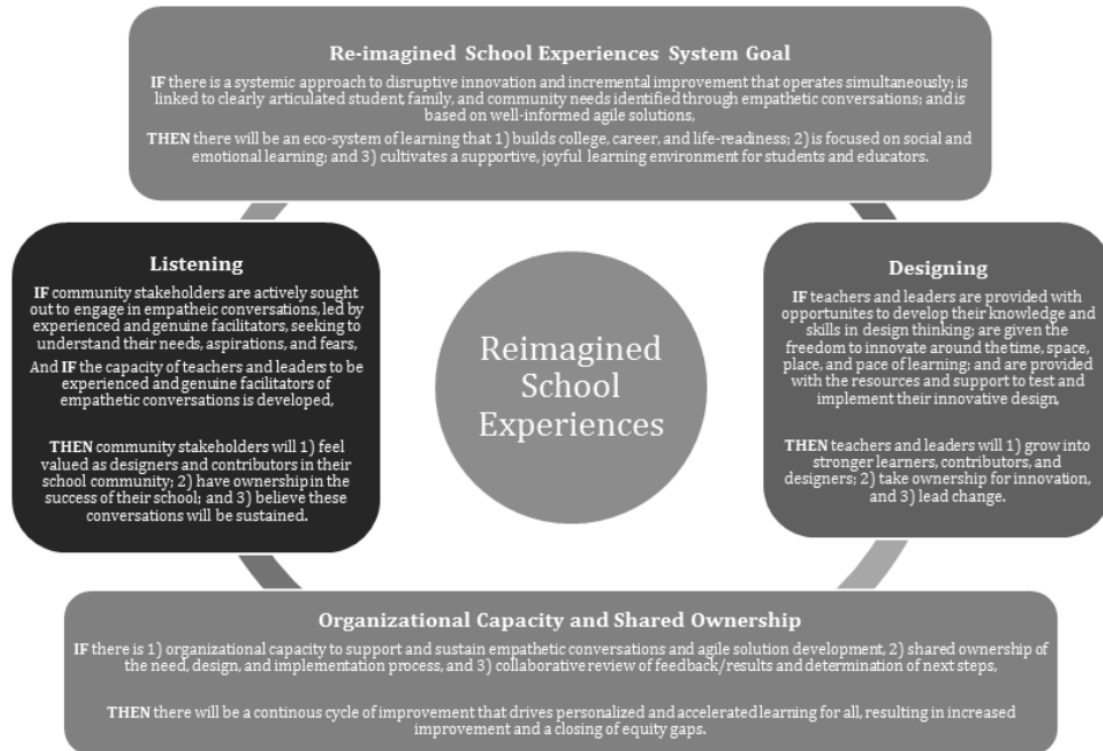 Re-imagined School Experiences System Goal
IF there is a systemic approach to disruptive innovation and incremental improvement that operates simultaneously; is
linked to clearly articulated student, family, and community needs identified through empathetic conversations; and is
based on well-informed agile solutions,
THEN there will be an eco-system of learning that 1) builds college, career, and life-readiness; 2) is focused on social and
emotional learning; and 3) cultivates a supportive, joyful learning environment for students and educators.
Listening
IF community stakeholders are actively sought
out to engage in empatheic conversations, led
by experienced and genuine facilitators, seeking to
understand their needs, aspirations, and fears,
And IF the capacity of teachers and leaders to be
experienced and genuine facilitators of
empathetic conversations is developed,
THEN community stakeholders will 1) feel
valued as designers and contributors in their
school community; 2) have ownership in the
success of their school; and 3) believe these
conversations will be sustained.
Reimagined
School
Experiences
Designing
IF teachers and leaders are provided with
opportunites to develop their knowledge and
skills in design thinking; are given the
freedom to innovate around the time, space,
place, and pace of learning; and are provided
with the resources and support to test and
implement their innovative design,
THEN teachers and leaders will 1) grow into
stronger learners, contributors, and
designers; 2) take ownership for innovation,
and 3) lead change.
Organizational Capacity and Shared Ownership
IF there is 1) organizational capacity to support and sustain empathetic conversations and agile solution development, 2) shared ownership of
the need, design, and implementation process, and 3) collaborative review of feedback/results and determination of next steps,
THEN there will be a continous cycle of improvement that drives personalized and accelerated learning for all, resulting in increased
improvement and a closing of equity gaps.